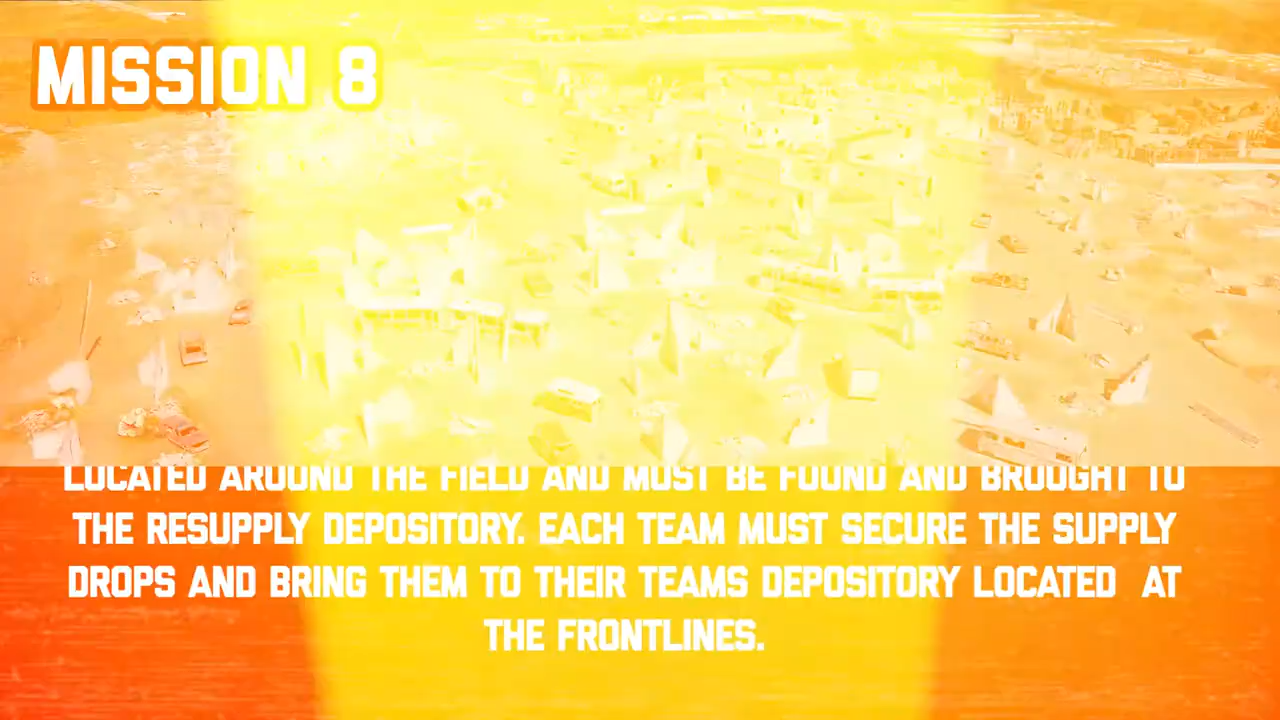 MISSION 8
LOCATED AROUND THE FIELD AND MUST BE FOUND AND BROUGHT TO
THE RESUPPLY DEPOSITORY. EACH TEAM MUST SECURE THE SUPPLY
DROPS AND BRING THEM TO THEIR TEAMS DEPOSITORY LOCATED AT
THE FRONTLINES.